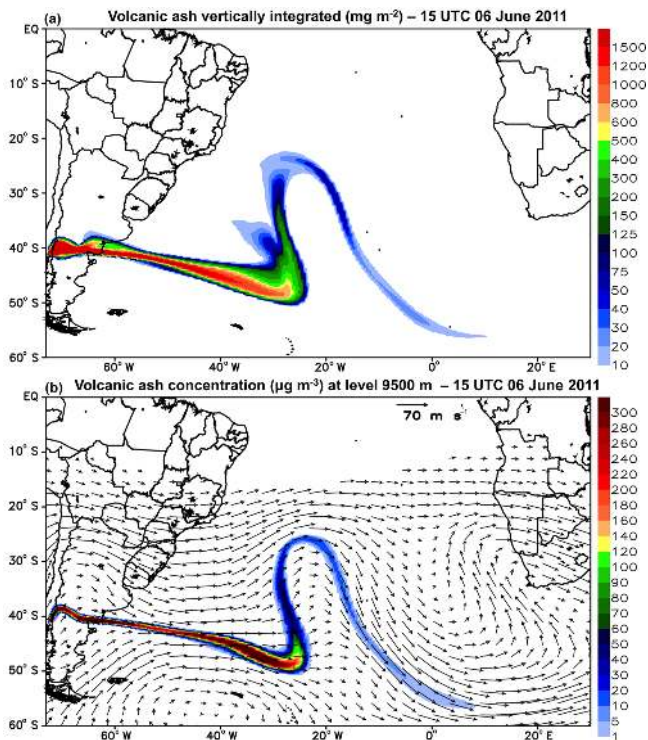 (a) Volcanic ash vertically integrated (mg m⁻²) – 15 UTC 06 June 2011
EQ
10° S
20° S
30° S
40° S
50° S
60° S
60° W
40° W
20° W
0°
20° E
1500
1000
800
600
500
400
300
200
150
125
100
75
50
40
30
20
10
(b) Volcanic ash concentration (µg m⁻³) at level 9500 m – 15 UTC 06 June 2011
70 m s⁻
EQ
10° S
20° S
30° S
40° S
50° S
60° S
60° W
40° W
20° W
0°
20° E
300
280
260
240
220
200
180
160
140
120
100
90
80
70
60
50
40
30
20
10
5
1